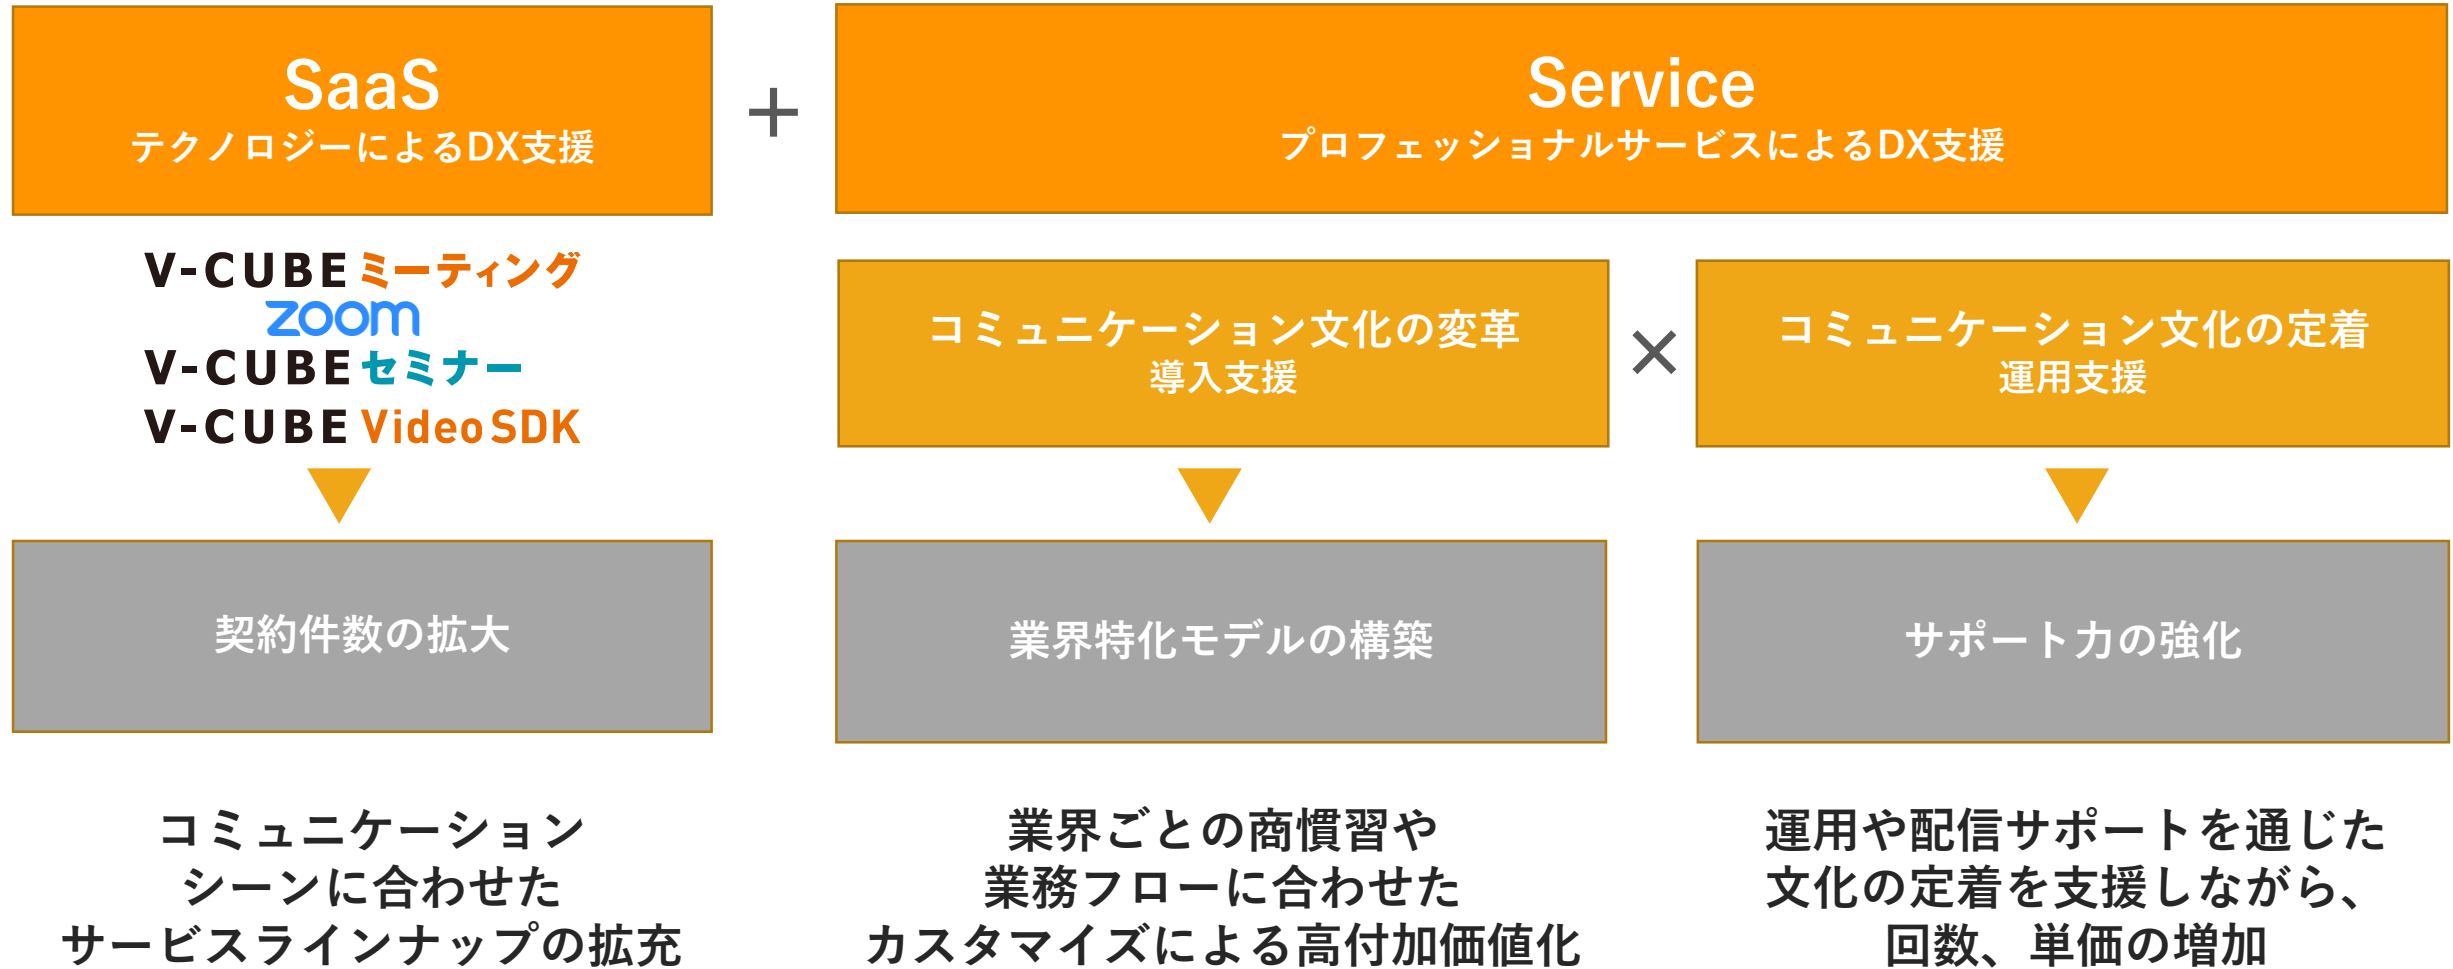 SaaS
テクノロジーによるDX支援
＋
Service
プロフェッショナルサービスによるDX支援
V-CUBE ミーティング
zoom
V-CUBE セミナー
V-CUBE Video SDK
コミュニケーション文化の変革
導入支援
×
コミュニケーション文化の定着
運用支援
契約件数の拡大
業界特化モデルの構築
サポート力の強化
コミュニケーション
シーンに合わせた
サービスラインナップの拡充
業界ごとの商慣習や
業務フローに合わせた
カスタマイズによる高付加価値化
運用や配信サポートを通じた
文化の定着を支援しながら、
回数、単価の増加